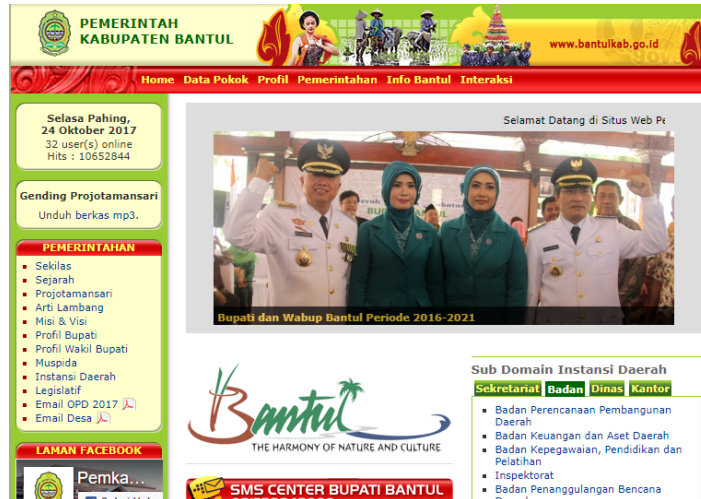 PEMERINTAH
KABUPATEN BANTUL
www.bantulkab.go.id
Home Data Pokok Profil Pemerintahan Info Bantul Interaksi
Selasa Pahing,
24 Oktober 2017
32 user(s) online
Hits : 10652844
Gending Projotamansari
Unduh berkas mp3.
PEMERINTAHAN
Sekilas
Sejarah
Projotamansari
Arti Lambang
Misi & Visi
Profil Bupati
Profil Wakil Bupati
Muspida
Instansi Daerah
Legislatif
Email OPD 2017
Email Desa
LAMAN FACEBOOK
Pemka...
Selamat Datang di Situs Web Pe
Bupati dan Wabup Bantul Periode 2016-2021
Bantul
THE HARMONY OF NATURE AND CULTURE
SMS CENTER BUPATI BANTUL
Sub Domain Instansi Daerah
Sekretariat Badan Dinas Kantor
Badan Perencanaan Pembangunan
Daerah
Badan Keuangan dan Aset Daerah
Badan Kepegawaian, Pendidikan dan
Pelatihan
Inspektorat
Badan Penanggulangan Bencana